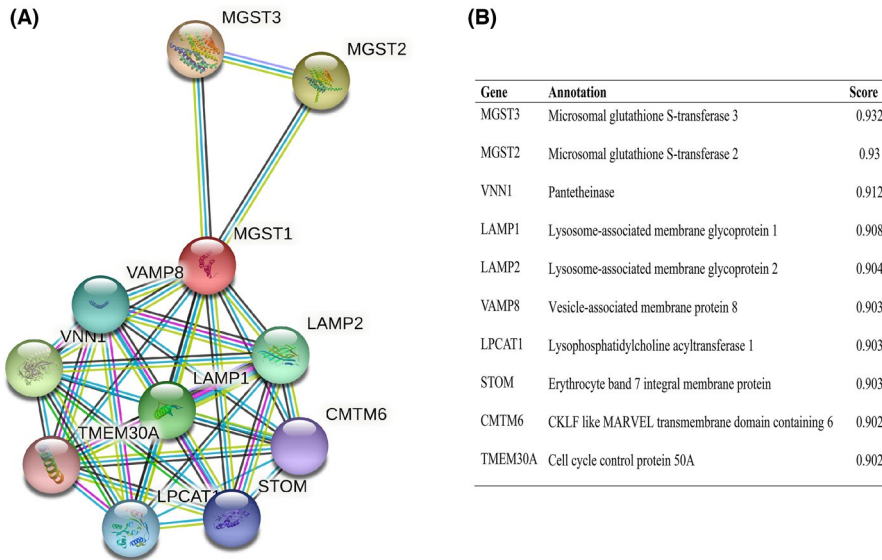 (A)
MGST3
MGST2
MGST1
VAMP8
LAMP2
VNN1
LAMP1
CMTM6
TMEM30A
STOM
LPCAT1
(B)
Gene Annotation Score
MGST3 Microsomal glutathione S-transferase 3 0.932
MGST2 Microsomal glutathione S-transferase 2 0.93
VNN1 Pantetheinase 0.912
LAMP1 Lysosome-associated membrane glycoprotein 1 0.908
LAMP2 Lysosome-associated membrane glycoprotein 2 0.904
VAMP8 Vesicle-associated membrane protein 8 0.903
LPCAT1 Lysophosphatidylcholine acyltransferase 1 0.903
STOM Erythrocyte band 7 integral membrane protein 0.903
CMTM6 CKLF like MARVEL transmembrane domain containing 6 0.902
TMEM30A Cell cycle control protein 50A 0.902